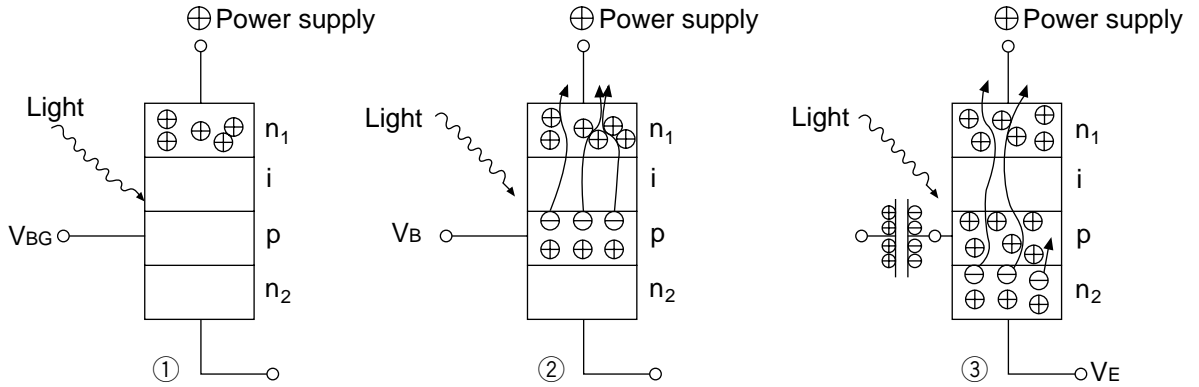 ⊕ Power supply
Light
n₁
i
p
n₂
VBG
①
⊕ Power supply
Light
n₁
i
p
n₂
VB
②
⊕ Power supply
Light
n₁
i
p
n₂
VE
③